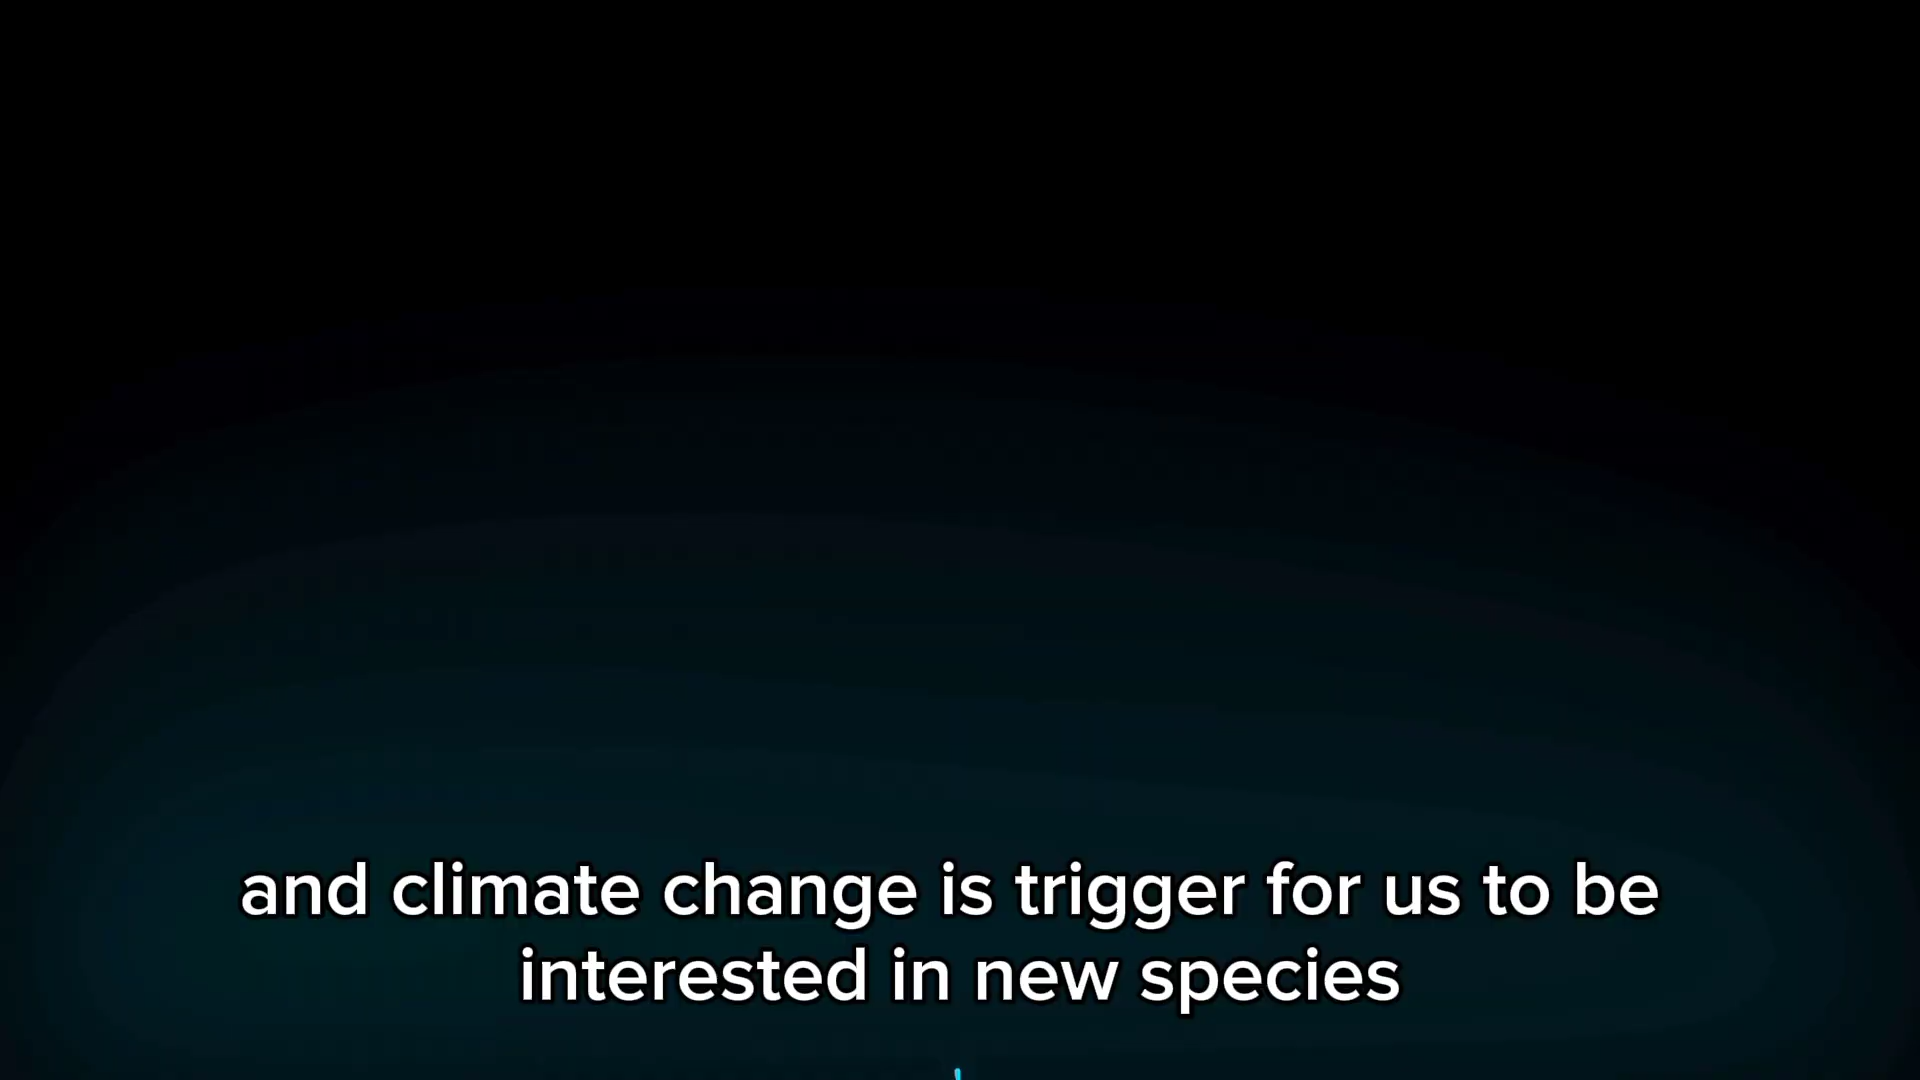 and climate change is trigger for us to be
interested in new species